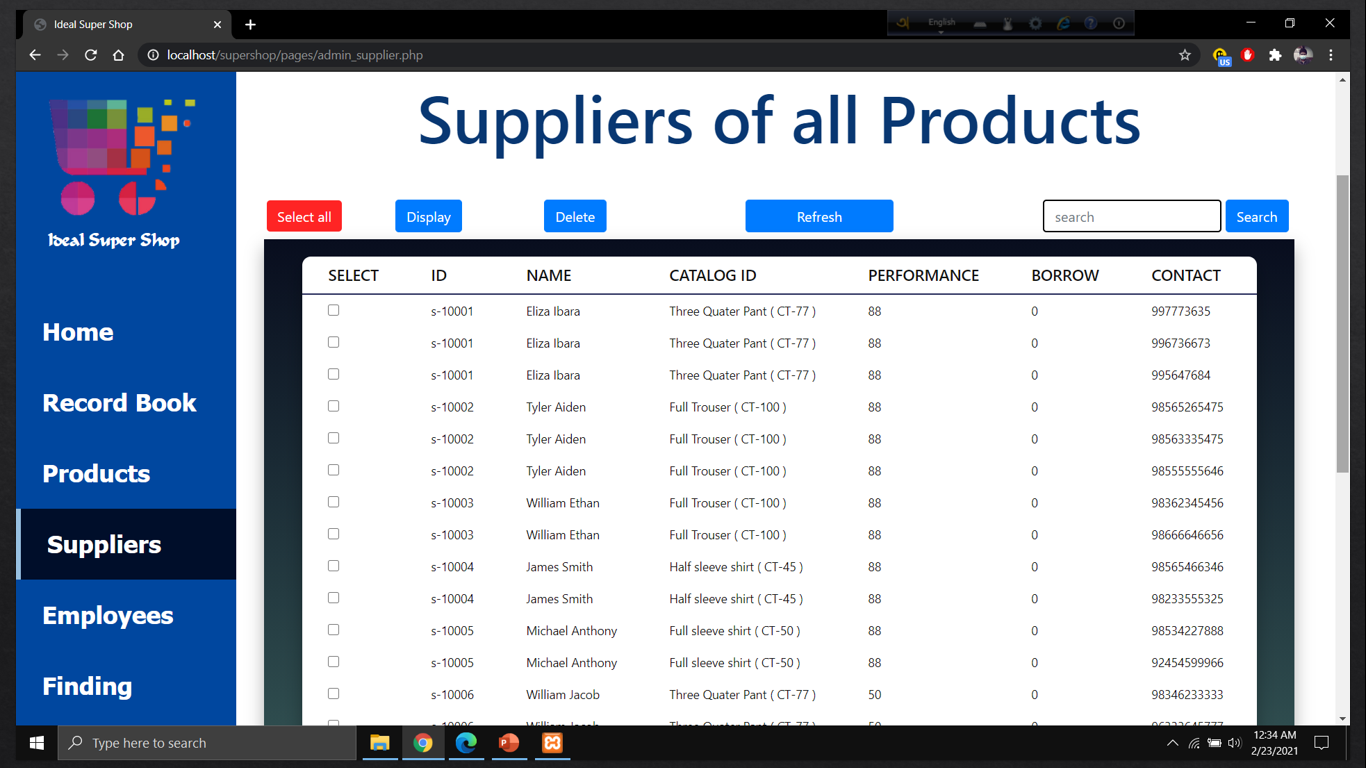 Ideal Super Shop
English
localhost/supershop/pages/admin_supplier.php
US
Ideal Super Shop
Home
Record Book
Products
Suppliers
Employees
Finding
Suppliers of all Products
Select all Display Delete Refresh search Search
SELECT ID NAME CATALOG ID PERFORMANCE BORROW CONTACT
s-10001 Eliza Ibara Three Quater Pant ( CT-77 ) 88 0 997773635
s-10001 Eliza Ibara Three Quater Pant ( CT-77 ) 88 0 996736673
s-10001 Eliza Ibara Three Quater Pant ( CT-77 ) 88 0 995647684
s-10002 Tyler Aiden Full Trouser ( CT-100 ) 88 0 98565265475
s-10002 Tyler Aiden Full Trouser ( CT-100 ) 88 0 98563335475
s-10002 Tyler Aiden Full Trouser ( CT-100 ) 88 0 98555555646
s-10003 William Ethan Full Trouser ( CT-100 ) 88 0 98362345456
s-10003 William Ethan Full Trouser ( CT-100 ) 88 0 98666646656
s-10004 James Smith Half sleeve shirt ( CT-45 ) 88 0 98565466346
s-10004 James Smith Half sleeve shirt ( CT-45 ) 88 0 98233555325
s-10005 Michael Anthony Full sleeve shirt ( CT-50 ) 88 0 98534227888
s-10005 Michael Anthony Full sleeve shirt ( CT-50 ) 88 0 92454599966
s-10006 William Jacob Three Quater Pant ( CT-77 ) 50 0 98346233333
Type here to search
12:34 AM
2/23/2021